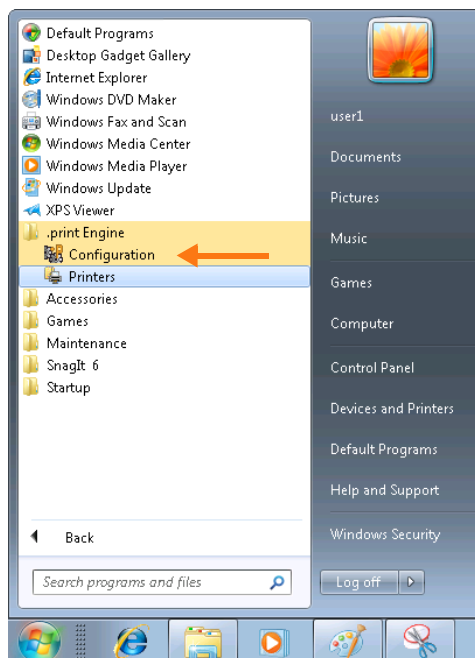 Default Programs
Desktop Gadget Gallery
Internet Explorer
Windows DVD Maker
Windows Fax and Scan
Windows Media Center
Windows Media Player
Windows Update
XPS Viewer
.print Engine
Configuration
Printers
Accessories
Games
Maintenance
SnagIt 6
Startup
Back
Search programs and files
user1
Documents
Pictures
Music
Games
Computer
Control Panel
Devices and Printers
Default Programs
Help and Support
Windows Security
Log off